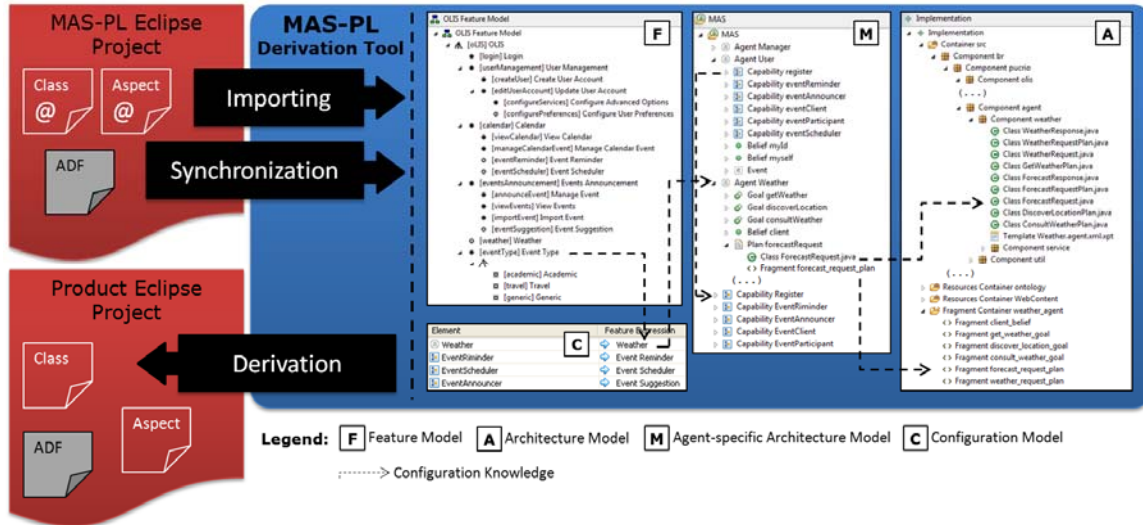 MAS-PL Eclipse
Project
Class
@
Aspect
@
ADF
Importing
Synchronization
MAS-PL
Derivation Tool
Product Eclipse
Project
Class
Aspect
ADF
Derivation
OLIS Feature Model
F
OLIS Feature Model
[oLIS] OLIS
[login] Login
[userManagement] User Management
[createUser] Create User Account
[editUserAccount] Update User Account
[configureServices] Configure Advanced Options
[configurePreferences] Configure User Preferences
[calendar] Calendar
[viewCalendar] View Calendar
[manageCalendarEvent] Manage Calendar Event
[eventReminder] Event Reminder
[eventScheduler] Event Scheduler
[eventsAnnouncement] Events Announcement
[announceEvent] Manage Event
[viewEvents] View Events
[importEvent] Import Event
[eventSuggestion] Event Suggestion
[weather] Weather
[eventType] Event Type
[academic] Academic
[travel] Travel
[generic] Generic
Element
Feature Expression
C
Weather
Weather
EventRiminder
Event Reminder
EventScheduler
Event Scheduler
EventAnnouncer
Event Suggestion
MAS
M
MAS
Agent Manager
Agent User
Capability register
Capability eventReminder
Capability eventAnnouncer
Capability eventClient
Capability eventParticipant
Capability eventScheduler
Belief myId
Belief myself
Event
Agent Weather
Goal getWeather
Goal discoverLocation
Goal consultWeather
Belief client
Plan forecastRequest
Class ForecastRequest.java
Fragment forecast_request_plan
(...)
Capability Register
Capability EventRiminder
Capability EventAnnouncer
Capability EventClient
Capability EventParticipant
Implementation
A
Implementation
Container src
Component br
Component pucrio
Component olis
(...)
Component agent
Component weather
Class WeatherResponse.java
Class WeatherRequestPlan.java
Class WeatherRequest.java
Class GetWeatherPlan.java
Class ForecastResponse.java
Class ForecastRequestPlan.java
Class ForecastRequest.java
Class DiscoverLocationPlan.java
Class ConsultWeatherPlan.java
Template Weather.agent.xml.xpt
Component service
Component util
(...)
Resources Container ontology
Resources Container WebContent
Fragment Container weather_agent
Fragment client_belief
Fragment get_weather_goal
Fragment discover_location_goal
Fragment consult_weather_goal
Fragment forecast_request_plan
Fragment weather_request_plan
Legend: F Feature Model A Architecture Model M Agent-specific Architecture Model C Configuration Model
Configuration Knowledge